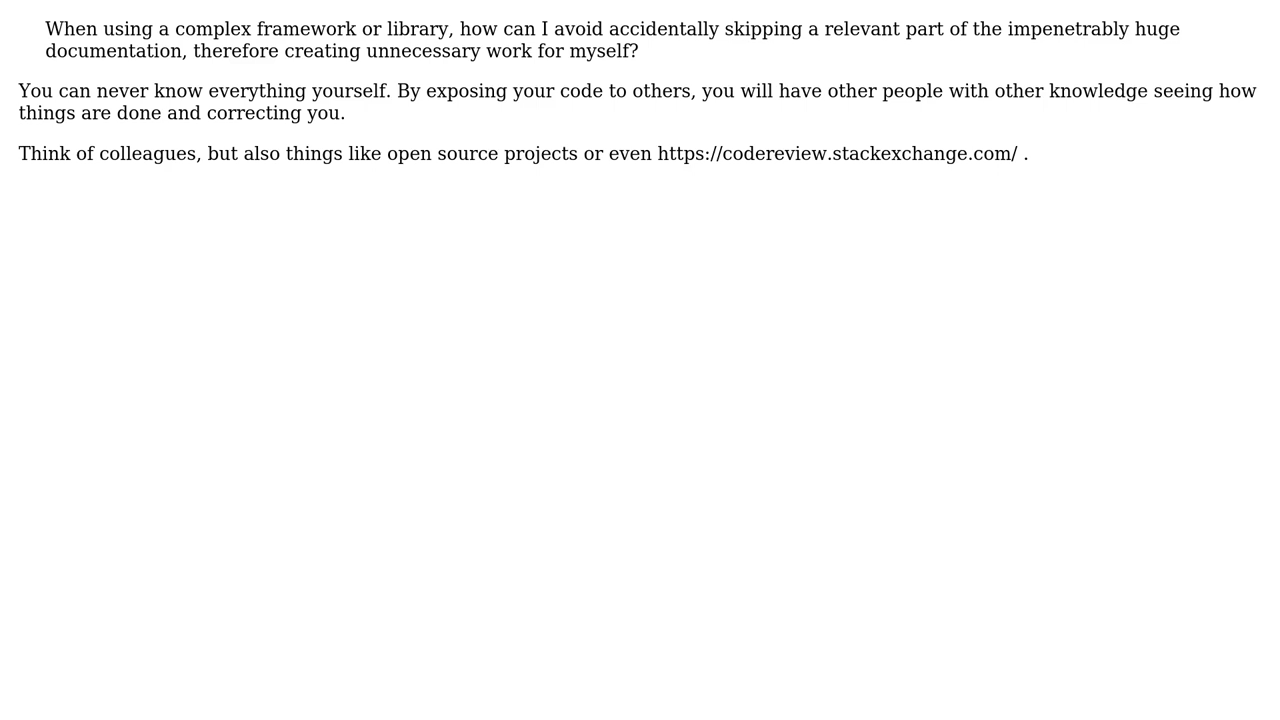 When using a complex framework or library, how can I avoid accidentally skipping a relevant part of the impenetrably huge
documentation, therefore creating unnecessary work for myself?
You can never know everything yourself. By exposing your code to others, you will have other people with other knowledge seeing how
things are done and correcting you.
Think of colleagues, but also things like open source projects or even https://codereview.stackexchange.com/ .